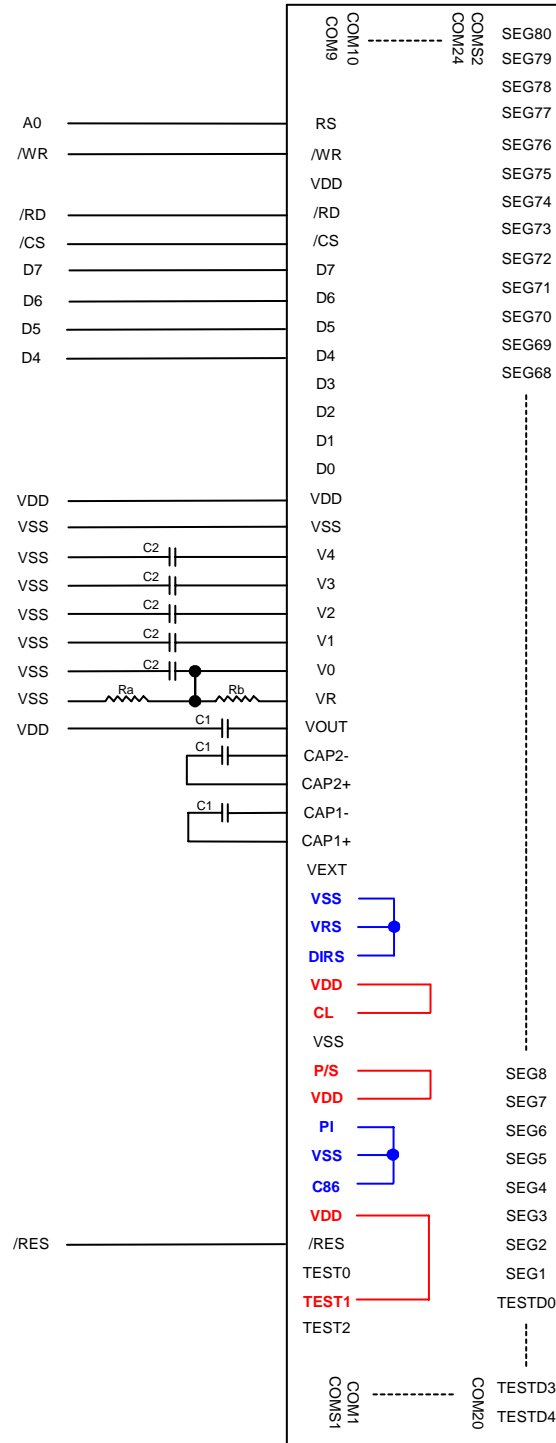 COM9
COM10
COM24
COMS2
SEG80
SEG79
SEG78
SEG77
SEG76
SEG75
SEG74
SEG73
SEG72
SEG71
SEG70
SEG69
SEG68
A0 RS
/WR /WR
VDD
/RD /RD
/CS /CS
D7 D7
D6 D6
D5 D5
D4 D4
D3
D2
D1
D0
VDD VDD
VSS VSS
VSS C2 V4
VSS C2 V3
VSS C2 V2
VSS C2 V1
VSS C2 V0
VSS Ra Rb VR
VDD C1 VOUT
C1 CAP2-
CAP2+
C1 CAP1-
CAP1+
VEXT
VSS
VRS
DIRS
VDD
CL
VSS
P/S SEG8
VDD SEG7
PI SEG6
VSS SEG5
C86 SEG4
VDD SEG3
/RES /RES SEG2
TEST0 SEG1
TEST1 TESTD0
TEST2
COMS1
COM1
COM20
TESTD3
TESTD4